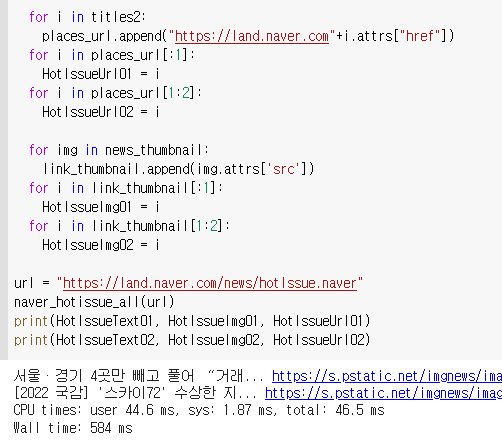 for i in titles2:
places_url.append("https://land.naver.com"+i.attrs["href"])
for i in places_url[:1]:
HotIssueUrl01 = i
for i in places_url[1:2]:
HotIssueUrl02 = i
for img in news_thumbnail:
link_thumbnail.append(img.attrs['src'])
for i in link_thumbnail[:1]:
HotIssueImg01 = i
for i in link_thumbnail[1:2]:
HotIssueImg02 = i
url = "https://land.naver.com/news/hotIssue.naver"
naver_hotissue_all(url)
print(HotIssueText01, HotIssueImg01, HotIssueUrl01)
print(HotIssueText02, HotIssueImg02, HotIssueUrl02)
서울·경기 4곳만 빼고 풀어 “거래... https://s.pstatic.net/imgnews/ima
[2022 국감] '스카이72' 수상한 지... https://s.pstatic.net/imgnews/imag
CPU times: user 44.6 ms, sys: 1.87 ms, total: 46.5 ms
Wall time: 584 ms